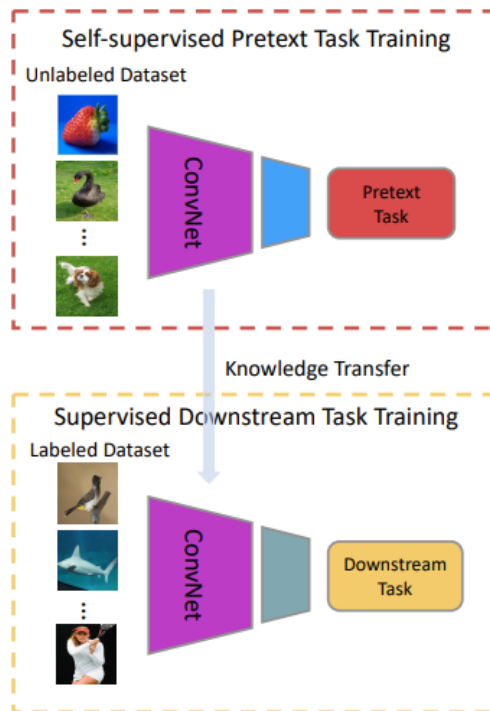 Self-supervised Pretext Task Training
Unlabeled Dataset
ConvNet
Pretext
Task
...
Knowledge Transfer
Supervised Downstream Task Training
Labeled Dataset
ConvNet
Downstream
Task
...